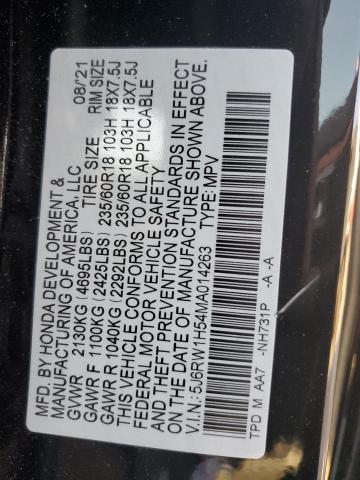 MFD. BY HONDA DEVELOPMENT & 08/21
MANUFACTURING OF AMERICA, LLC
GVWR 2130KG (4695LBS) TIRE SIZE RIM SIZE
GAWR F 1100KG (2425LBS) 235/60R18 103H 18X7.5J
GAWR R 1040KG (2292LBS) 235/60R18 103H 18X7.5J
THIS VEHICLE CONFORMS TO ALL APPLICABLE
FEDERAL MOTOR VEHICLE SAFETY
AND THEFT PREVENTION STANDARDS IN EFFECT
ON THE DATE OF MANUFACTURE SHOWN ABOVE.
V.I.N.: 5J6RW1H54MA014263 TYPE: MPV
TPD M AA7 -NH731P -A -A